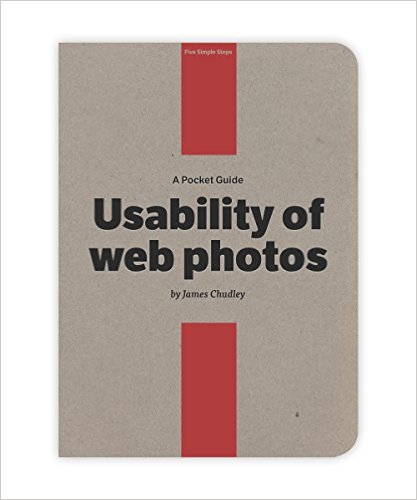 Five Simple Steps
A Pocket Guide
Usability of
web photos
by James Chudley